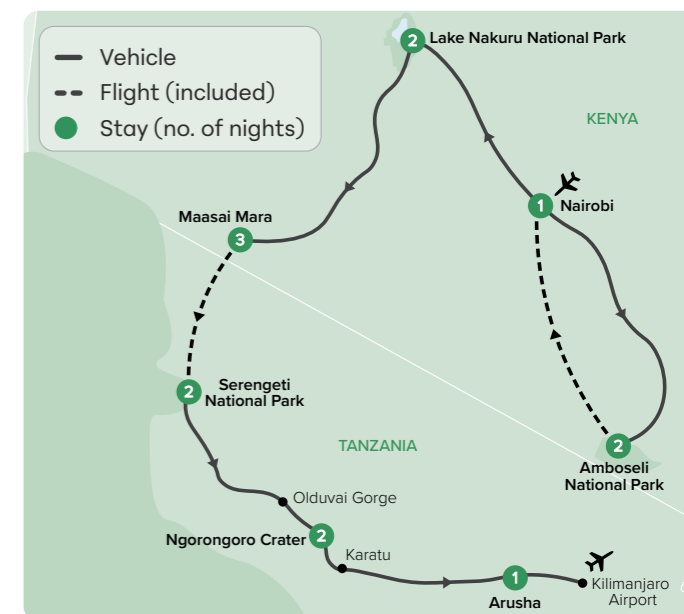 Vehicle
Flight (included)
Stay (no. of nights)
2
Lake Nakuru National Park
KENYA
1
Nairobi
Maasai Mara
3
2
Serengeti
National Park
TANZANIA
2
Amboseli
National Park
Olduvai Gorge
Ngorongoro Crater
2
Karatu
1
Arusha
Kilimanjaro
Airport